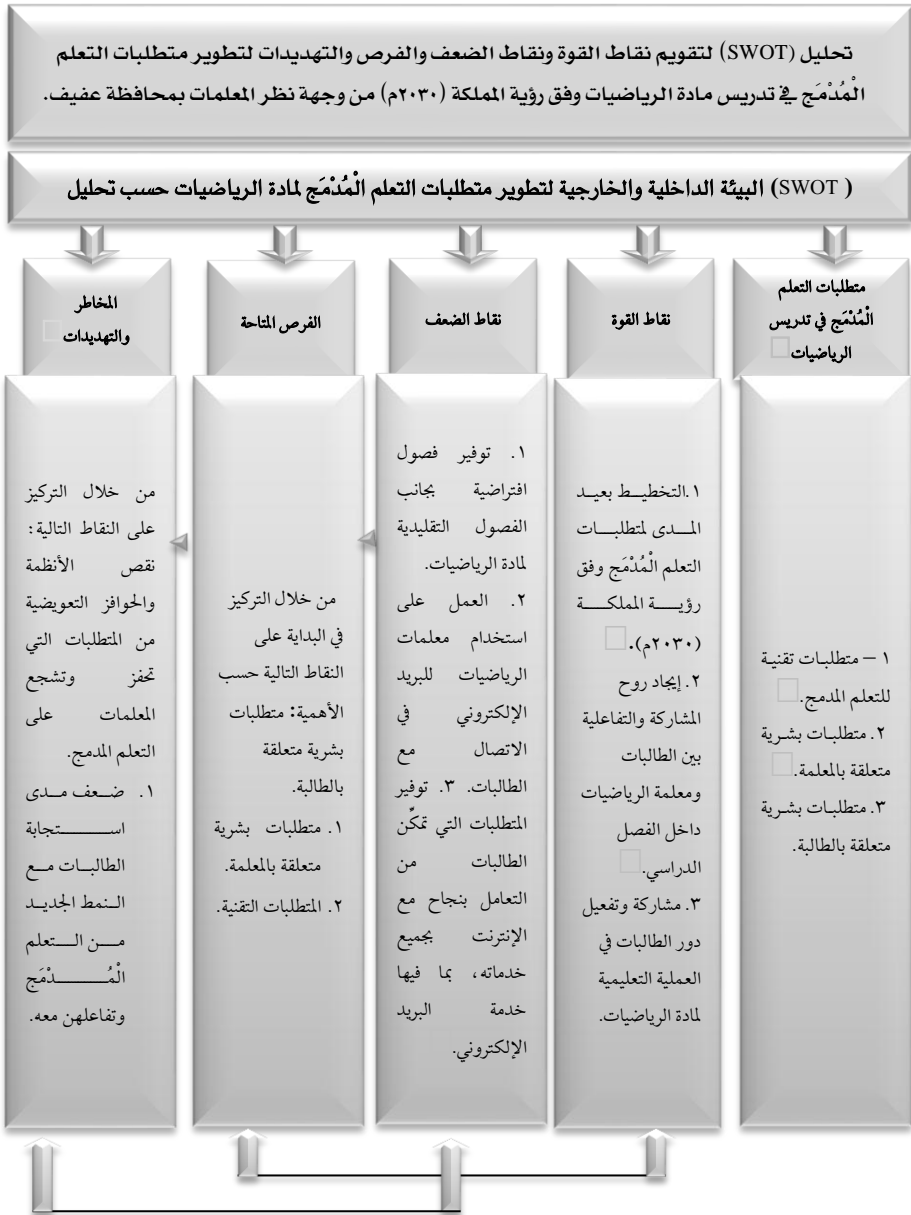 تحليل (SWOT) لتقويم نقاط القوة ونقاط الضعف والفرص والتهديدات لتطوير متطلبات التعلم
الْمُدْمَج في تدريس مادة الرياضيات وفق رؤية المملكة (٢٠٣٠م) من وجهة نظر المعلمات بمحافظة عفيف.
( SWOT) البيئة الداخلية والخارجية لتطوير متطلبات التعلم الْمُدْمَج لمادة الرياضيات حسب تحليل
متطلبات التعلم
الْمُدْمَج في تدريس
الرياضيات
نقاط القوة
نقاط الضعف
الفرص المتاحة
المخاطر
والتهديدات
١ – متطلبات تقنية
للتعلم المدمج.
٢. متطلبات بشرية
متعلقة بالمعلمة.
٣. متطلبات بشرية
متعلقة بالطالبة.
١.التخطيط بعيد
المدى لمتطلبات
التعلم الْمُدْمَج وفق
رؤية المملكة
(٢٠٣٠م).
٢. إيجاد روح
المشاركة والتفاعلية
بين الطالبات
ومعلمة الرياضيات
داخل الفصل
الدراسي.
٣. مشاركة وتفعيل
دور الطالبات في
العملية التعليمية
لمادة الرياضيات.
١. توفير فصول
افتراضية بجانب
الفصول التقليدية
لمادة الرياضيات.
٢. العمل على
استخدام معلمات
الرياضيات للبريد
الإلكتروني في
الاتصال مع
الطالبات. ٣. توفير
المتطلبات التي تمكِّن
الطالبات من
التعامل بنجاح مع
الإنترنت بجميع
خدماته، بما فيها
خدمة البريد
الإلكتروني.
من خلال التركيز
في البداية على
النقاط التالية حسب
الأهمية: متطلبات
بشرية متعلقة
بالطالبة.
١. متطلبات بشرية
متعلقة بالمعلمة.
٢. المتطلبات التقنية.
من خلال التركيز
على النقاط التالية:
نقص الأنظمة
والحوافز التعويضية
من المتطلبات التي
تحفز وتشجع
المعلمات على
التعلم المدمج.
١. ضعف مدى
استجابة
الطالبات مع
النمط الجديد
من التعلم
الْمُدْمَج
وتفاعلهن معه.